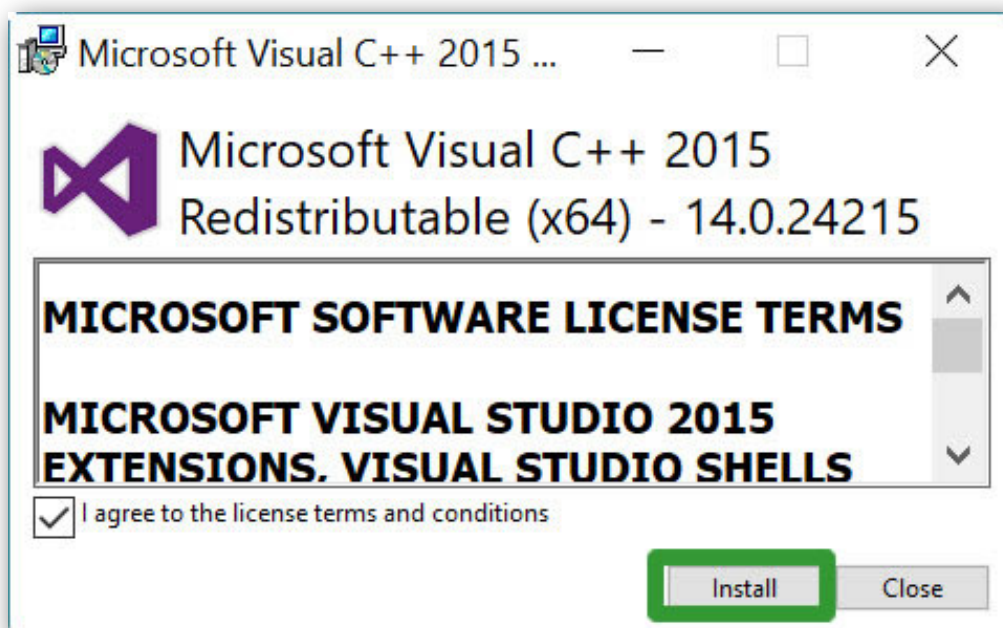 Microsoft Visual C++ 2015 ...
Microsoft Visual C++ 2015
Redistributable (x64) - 14.0.24215
MICROSOFT SOFTWARE LICENSE TERMS
MICROSOFT VISUAL STUDIO 2015
EXTENSIONS, VISUAL STUDIO SHELLS
I agree to the license terms and conditions
Install Close